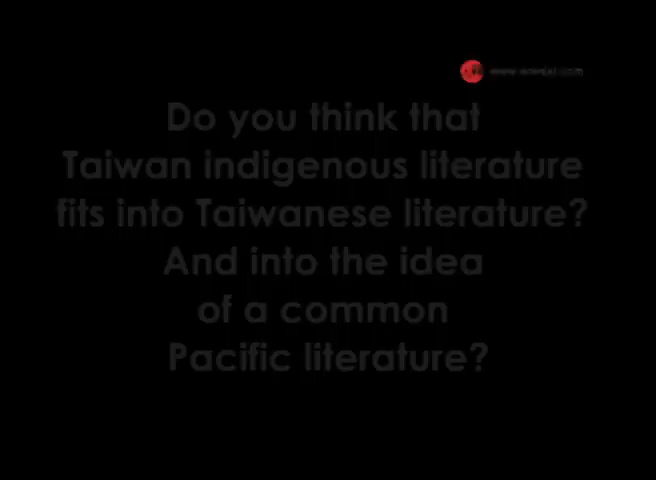 Do you think that
Taiwan indigenous literature
fits into Taiwanese literature?
And into the idea
of a common
Pacific literature?